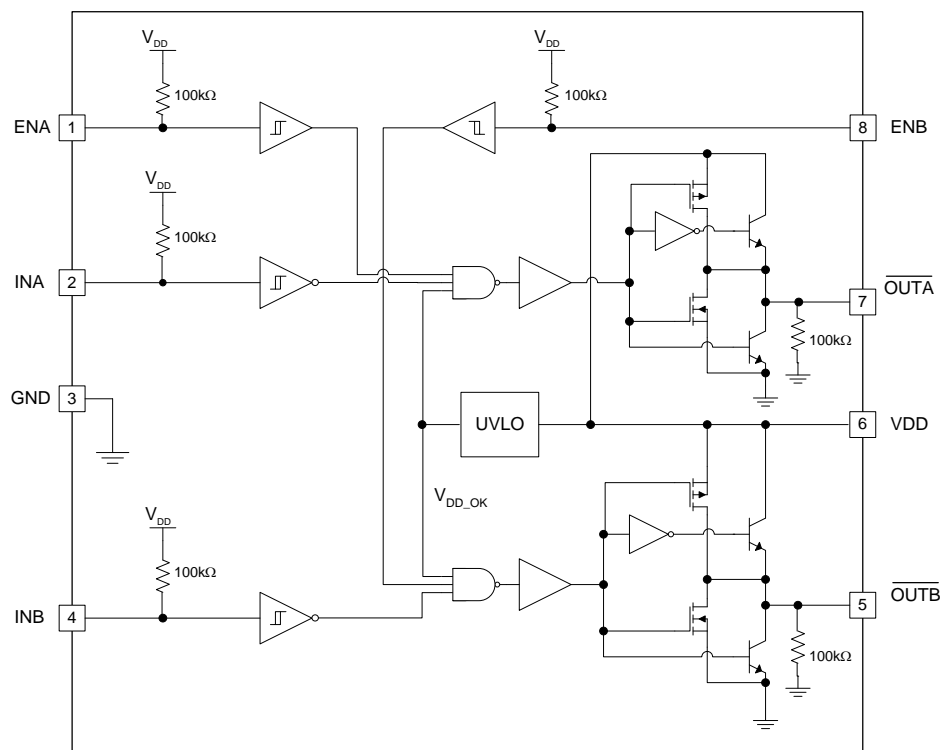 V_DD
100kΩ
V_DD
100kΩ
ENA 1
8 ENB
V_DD
100kΩ
INA 2
7 OUTA
100kΩ
GND 3
UVLO
6 VDD
V_DD_OK
V_DD
100kΩ
INB 4
5 OUTB
100kΩ